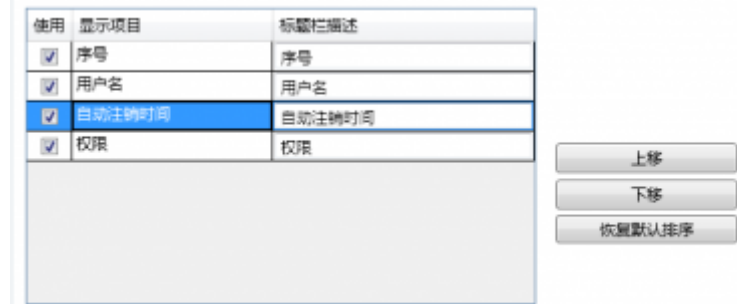 使用 显示项目 标题栏描述
序号 序号
用户名 用户名
自动注销时间 自动注销时间
权限 权限
上移
下移
恢复默认排序